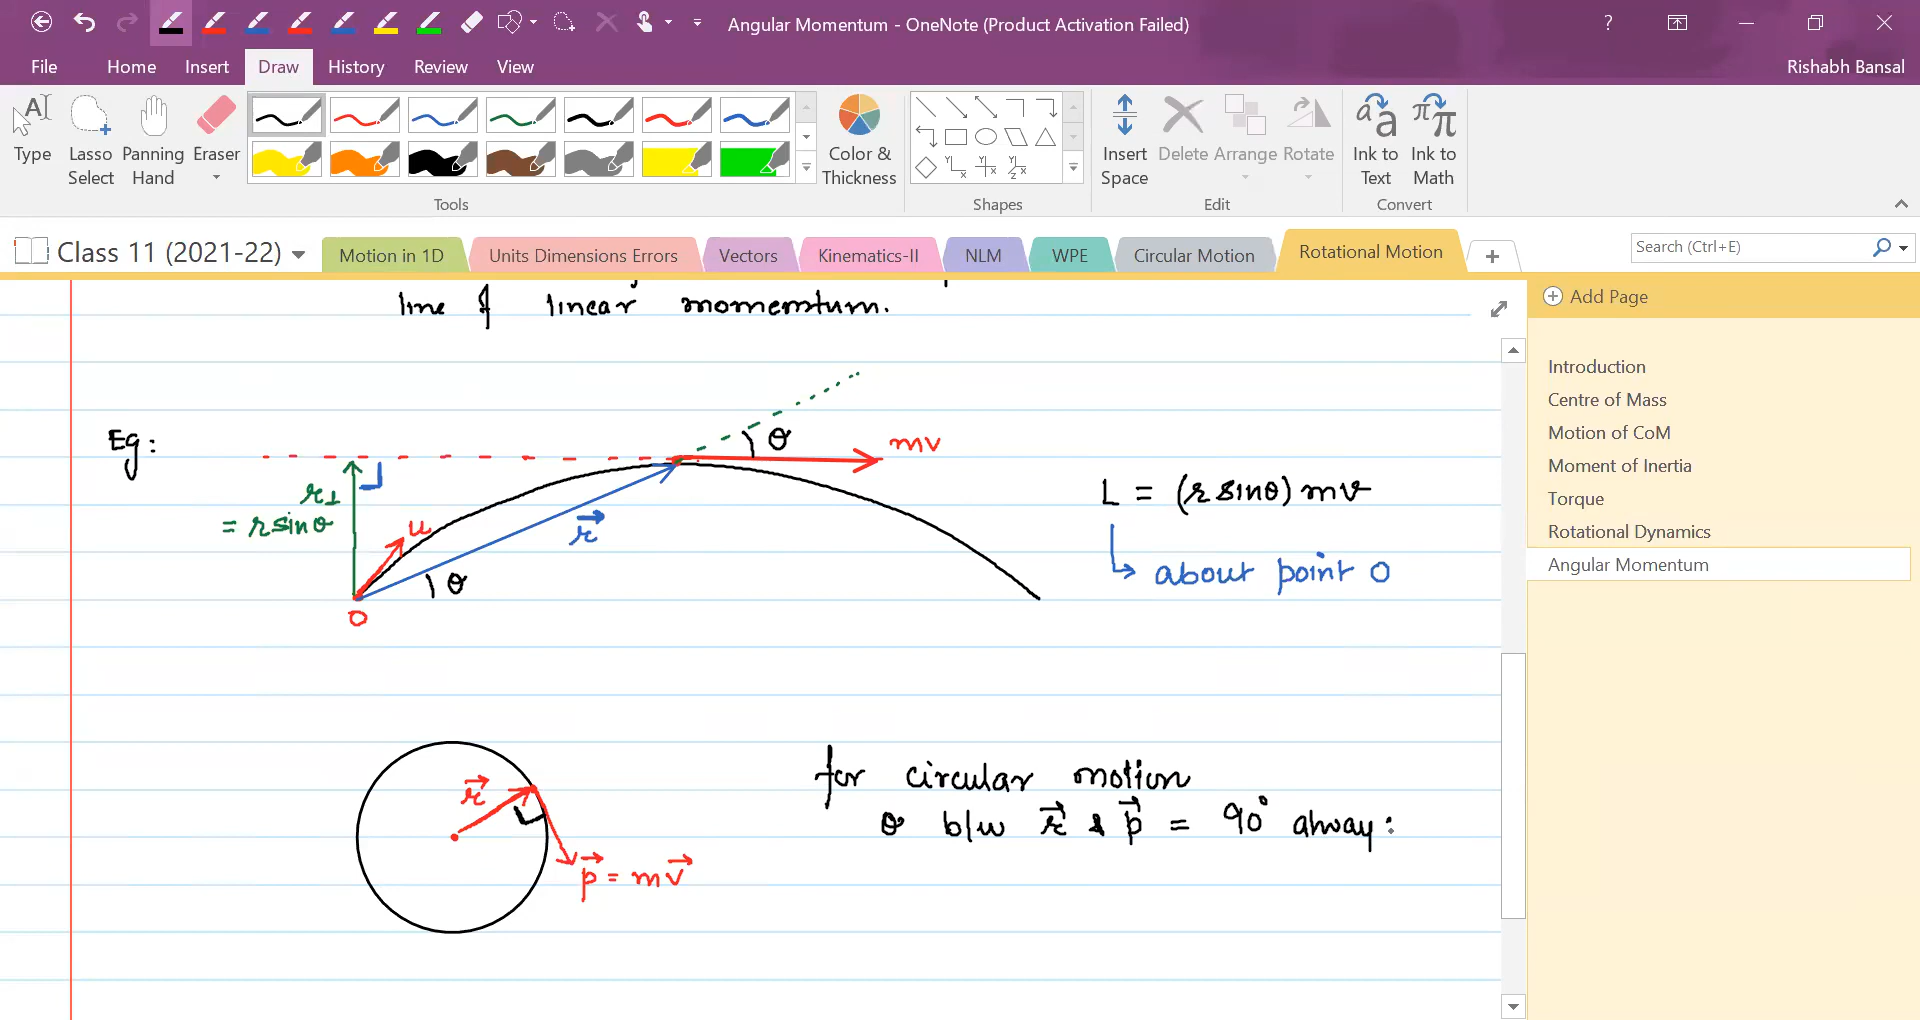 Angular Momentum - OneNote (Product Activation Failed)
?
File Home Insert Draw History Review View
Rishabh Bansal
Type
Lasso Select
Panning Hand
Eraser
Color & Thickness
Insert Space
Delete
Arrange
Rotate
Ink to Text
Ink to Math
Tools
Shapes
Edit
Convert
Class 11 (2021-22)
Motion in 1D
Units Dimensions Errors
Vectors
Kinematics-II
NLM
WPE
Circular Motion
Rotational Motion
Search (Ctrl+E)
Add Page
Introduction
Centre of Mass
Motion of CoM
Moment of Inertia
Torque
Rotational Dynamics
Angular Momentum
line of linear momemtum.
Eg:
θ
mv
r⊥
= r sinθ
u
r⃗
θ
O
L = (r sinθ) mv
about point O
for circular motion
θ b/w r⃗ & p⃗ = 90° alway:
r⃗
p⃗ = mv⃗